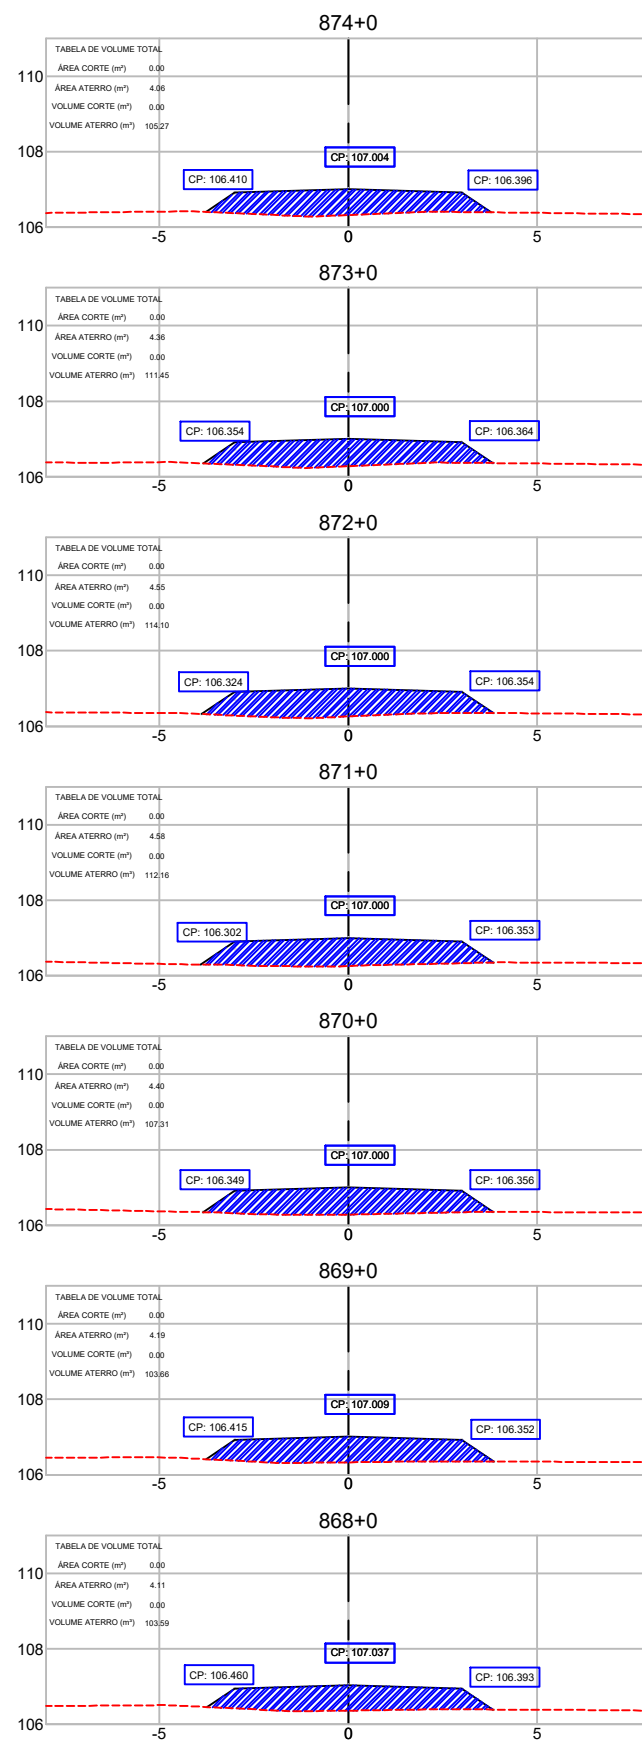 874+0
TABELA DE VOLUME TOTAL
110
ÁREA CORTE (m²) 0.00
ÁREA ATERRO (m²) 4.06
VOLUME CORTE (m³) 0.00
VOLUME ATERRO (m³) 105.27
108
CP: 107.004
CP: 106.410
CP: 106.396
106
-5 0 5
873+0
TABELA DE VOLUME TOTAL
110
ÁREA CORTE (m²) 0.00
ÁREA ATERRO (m²) 4.36
VOLUME CORTE (m³) 0.00
VOLUME ATERRO (m³) 111.45
108
CP: 107.000
CP: 106.354
CP: 106.364
106
-5 0 5
872+0
TABELA DE VOLUME TOTAL
110
ÁREA CORTE (m²) 0.00
ÁREA ATERRO (m²) 4.55
VOLUME CORTE (m³) 0.00
VOLUME ATERRO (m³) 114.10
108
CP: 107.000
CP: 106.324
CP: 106.354
106
-5 0 5
871+0
TABELA DE VOLUME TOTAL
110
ÁREA CORTE (m²) 0.00
ÁREA ATERRO (m²) 4.58
VOLUME CORTE (m³) 0.00
VOLUME ATERRO (m³) 112.16
108
CP: 107.000
CP: 106.302
CP: 106.353
106
-5 0 5
870+0
TABELA DE VOLUME TOTAL
110
ÁREA CORTE (m²) 0.00
ÁREA ATERRO (m²) 4.40
VOLUME CORTE (m³) 0.00
VOLUME ATERRO (m³) 107.31
108
CP: 107.000
CP: 106.349
CP: 106.356
106
-5 0 5
869+0
TABELA DE VOLUME TOTAL
110
ÁREA CORTE (m²) 0.00
ÁREA ATERRO (m²) 4.19
VOLUME CORTE (m³) 0.00
VOLUME ATERRO (m³) 103.66
108
CP: 107.009
CP: 106.415
CP: 106.352
106
-5 0 5
868+0
TABELA DE VOLUME TOTAL
110
ÁREA CORTE (m²) 0.00
ÁREA ATERRO (m²) 4.11
VOLUME CORTE (m³) 0.00
VOLUME ATERRO (m³) 103.59
108
CP: 107.037
CP: 106.460
CP: 106.393
106
-5 0 5